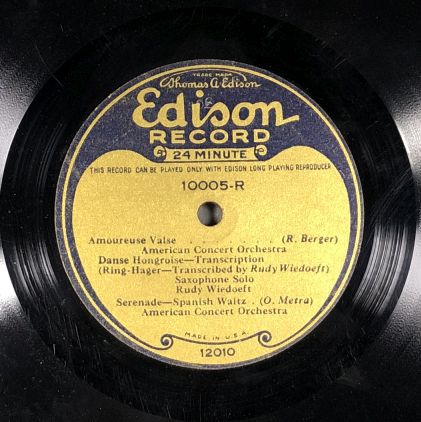 TRADE MARK
Thomas A Edison
Edison
RECORD
24 MINUTE
THIS RECORD CAN BE PLAYED ONLY WITH EDISON LONG PLAYING REPRODUCER
10005-R
Amoureuse Valse . . . . . . . (R. Berger)
American Concert Orchestra
Danse Hongroise—Transcription
(Ring-Hager—Transcribed by Rudy Wiedoeft)
Saxophone Solo
Rudy Wiedoeft
Serenade—Spanish Waltz . (O. Metra)
American Concert Orchestra
MADE IN U.S.A.
12010